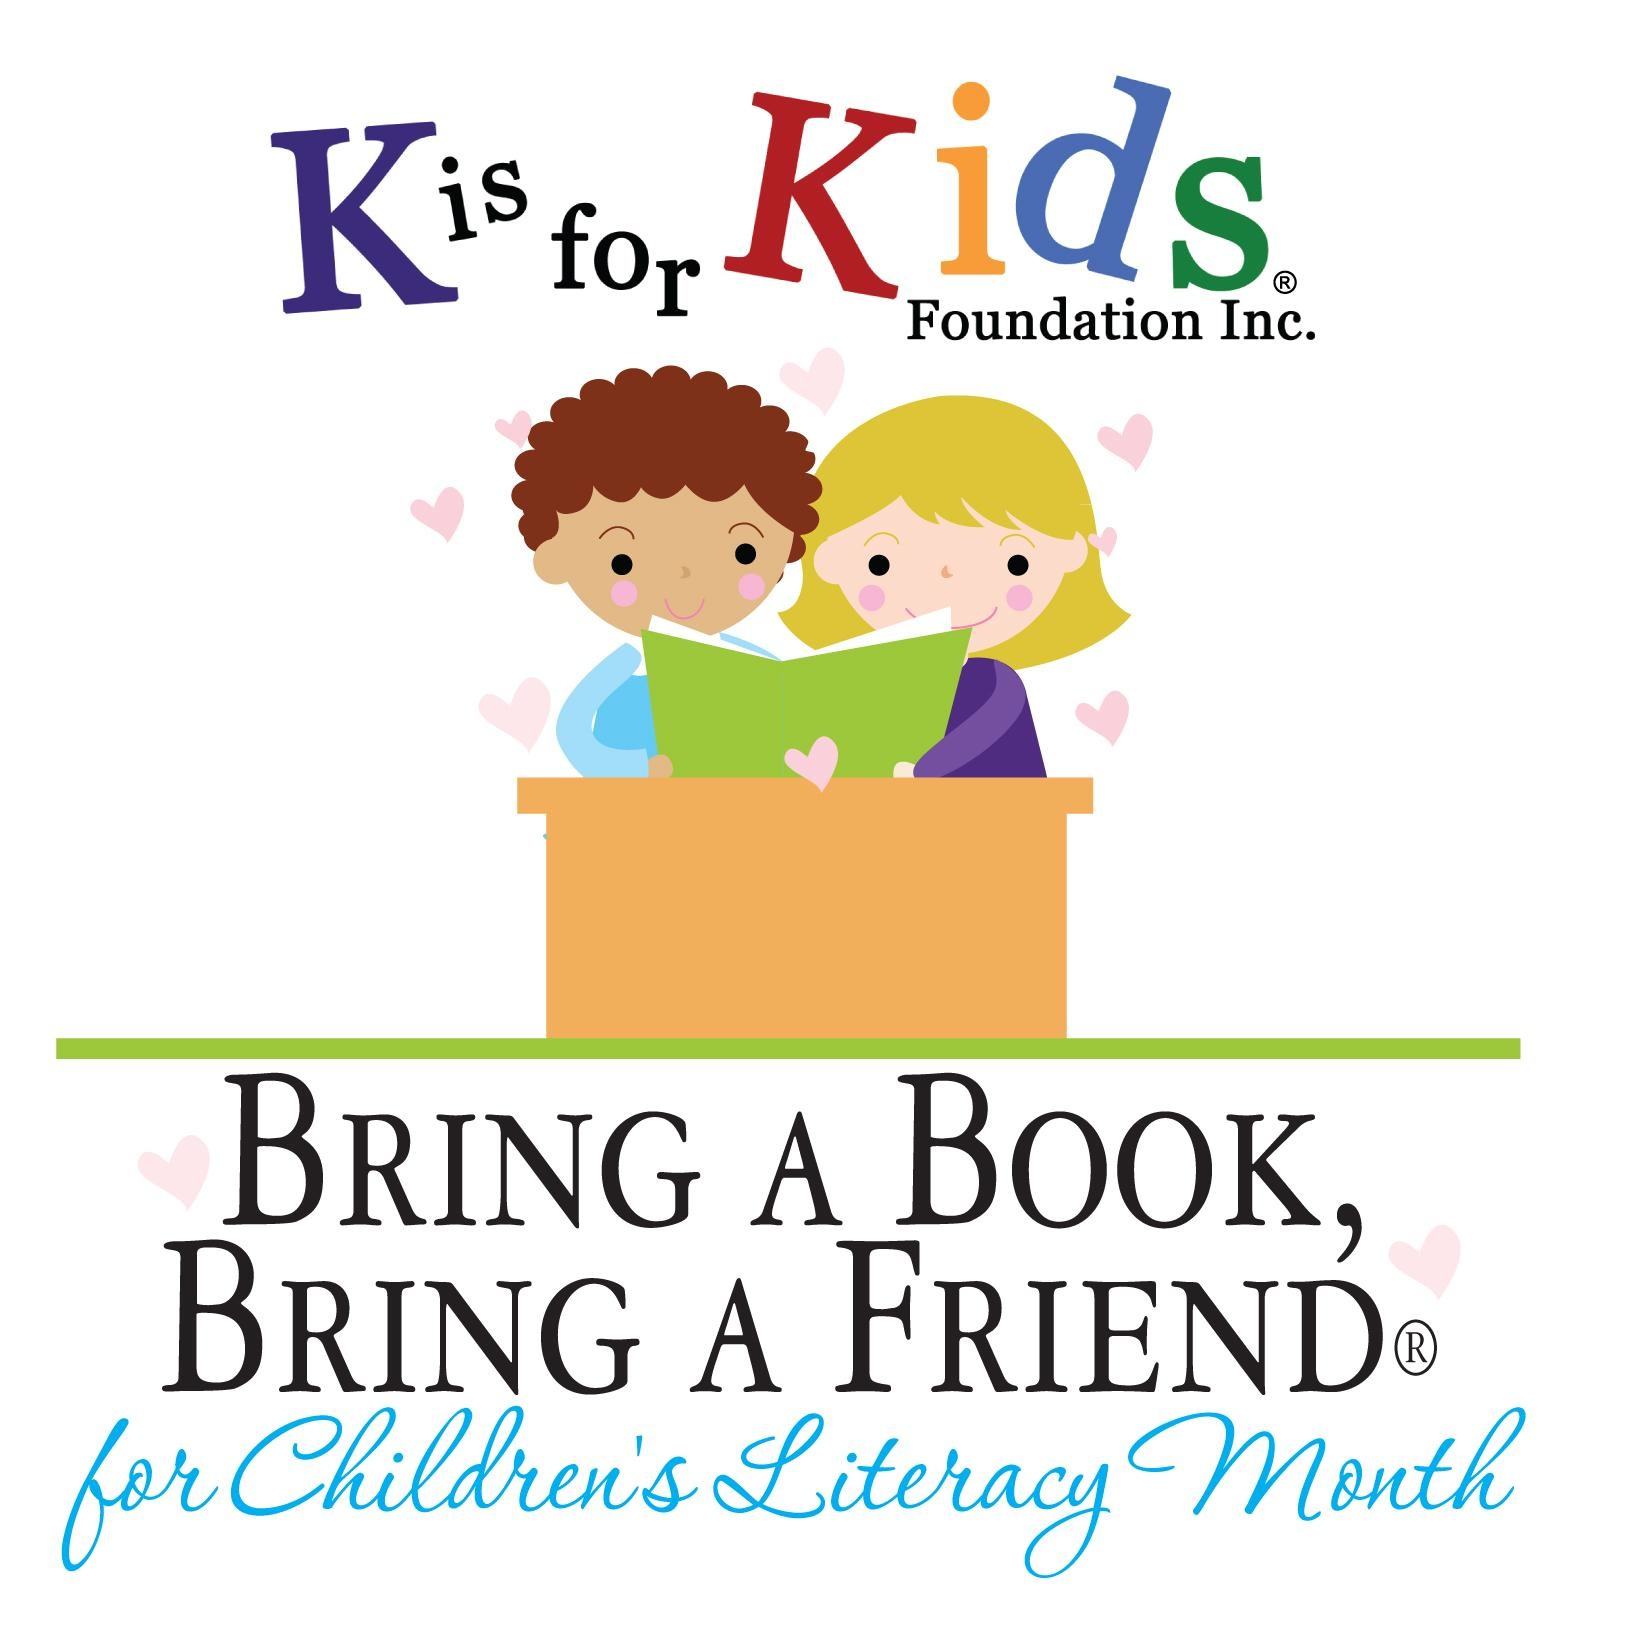 K is for Kids®
Foundation Inc.
Bring a Book,
Bring a Friend®
for Children's Literacy Month